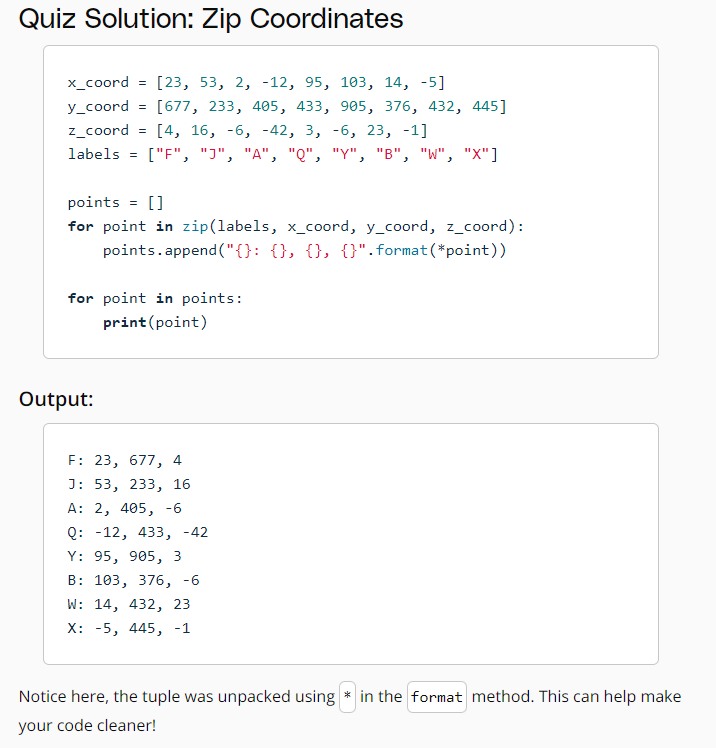 Quiz Solution: Zip Coordinates
x_coord = [23, 53, 2, -12, 95, 103, 14, -5]
y_coord = [677, 233, 405, 433, 905, 376, 432, 445]
z_coord = [4, 16, -6, -42, 3, -6, 23, -1]
labels = ["F", "J", "A", "Q", "Y", "B", "W", "X"]
points = []
for point in zip(labels, x_coord, y_coord, z_coord):
    points.append("{}: {}, {}, {}".format(*point))
for point in points:
    print(point)
Output:
F: 23, 677, 4
J: 53, 233, 16
A: 2, 405, -6
Q: -12, 433, -42
Y: 95, 905, 3
B: 103, 376, -6
W: 14, 432, 23
X: -5, 445, -1
Notice here, the tuple was unpacked using * in the format method. This can help make
your code cleaner!